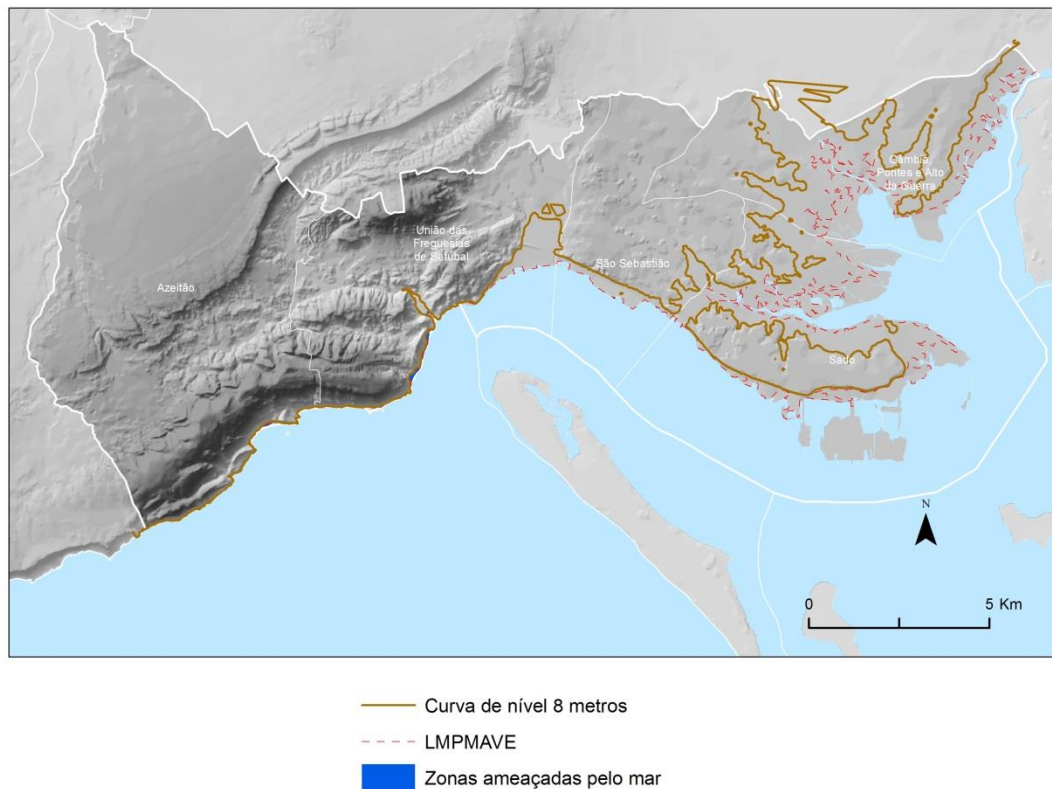 Gâmbia,
Pontes e Alto
da Guerra
União das
Freguesias
de Setúbal
São Sebastião
Azeitão
Sado
N
0 5 Km
Curva de nível 8 metros
LMPMAVE
Zonas ameaçadas pelo mar